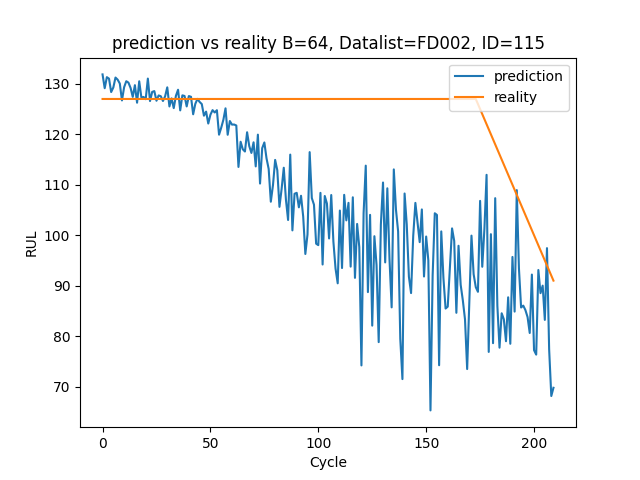 prediction vs reality B=64, Datalist=FD002, ID=115
prediction
reality
130
120
110
100
90
80
70
RUL
0 50 100 150 200
Cycle